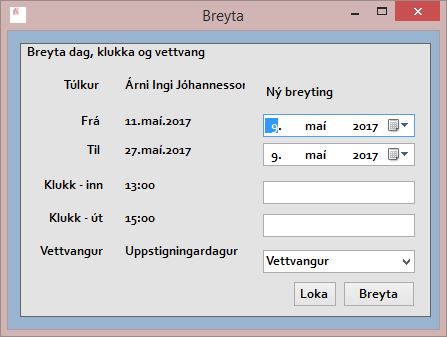 Breyta
Breyta dag, klukka og vettvang
Túlkur Árni Ingi Jóhannesson
Ný breyting
Frá 11.maí.2017 9. maí 2017
Til 27.maí.2017 9. maí 2017
Klukk - inn 13:00
Klukk - út 15:00
Vettvangur Uppstigningardagur Vettvangur
Loka Breyta